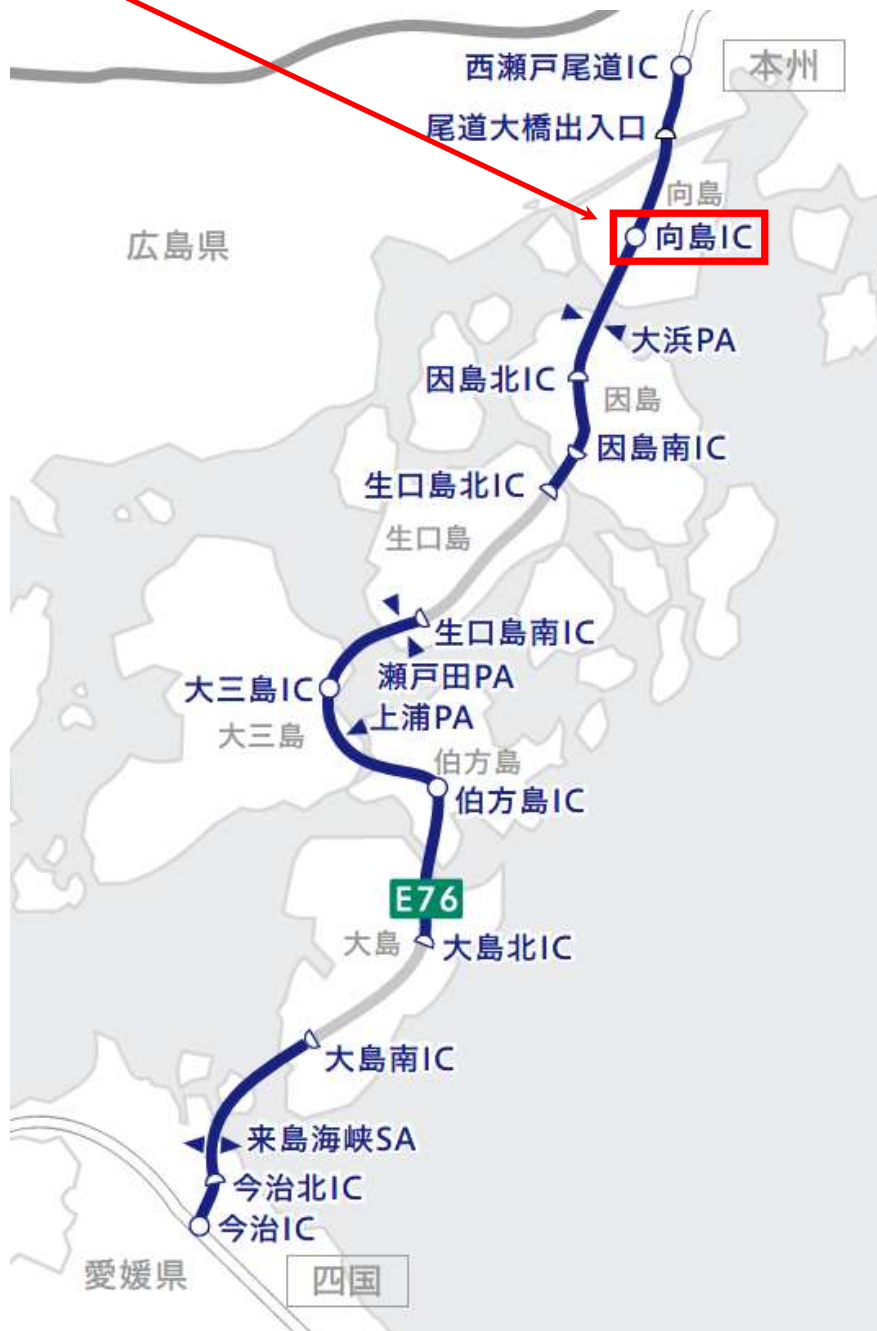 西瀬戸尾道IC
本州
尾道大橋出入口
向島
向島IC
広島県
大浜PA
因島北IC
因島
因島南IC
生口島北IC
生口島
生口島南IC
瀬戸田PA
大三島IC
上浦PA
大三島
伯方島
伯方島IC
E76
大島
大島北IC
大島南IC
来島海峡SA
今治北IC
今治IC
愛媛県
四国